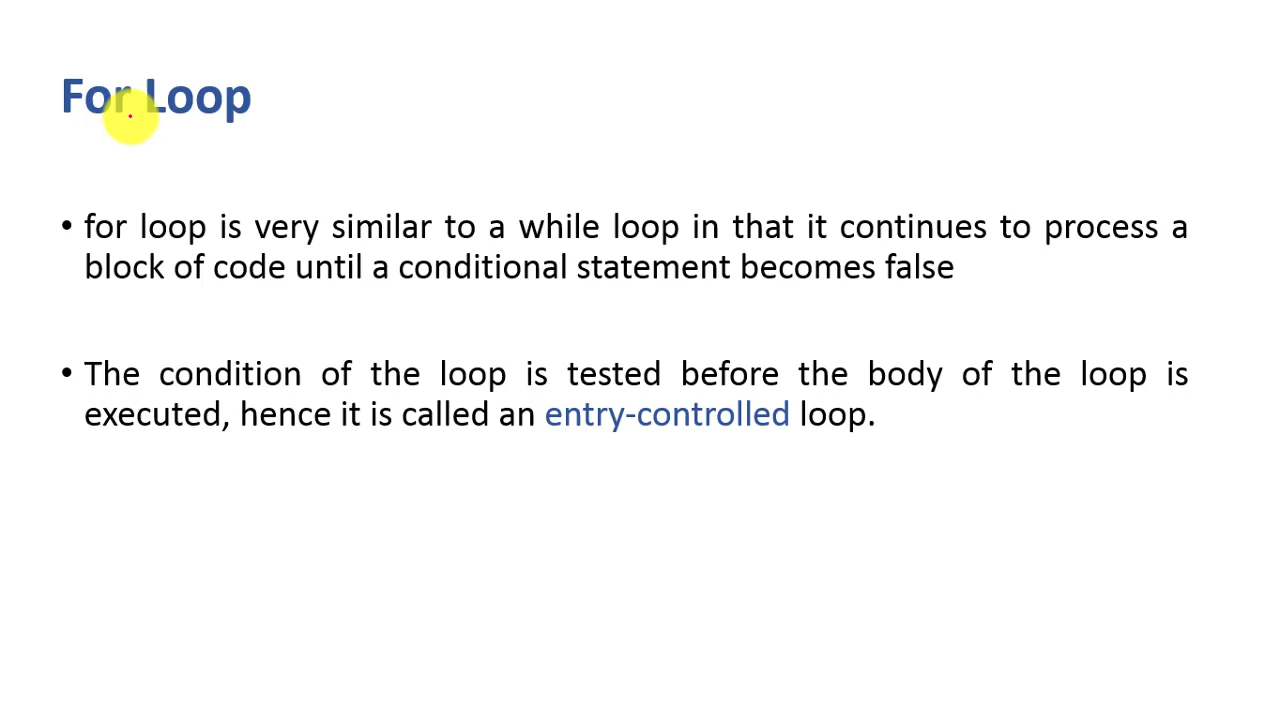 For Loop
• for loop is very similar to a while loop in that it continues to process a
block of code until a conditional statement becomes false
• The condition of the loop is tested before the body of the loop is
executed, hence it is called an entry-controlled loop.